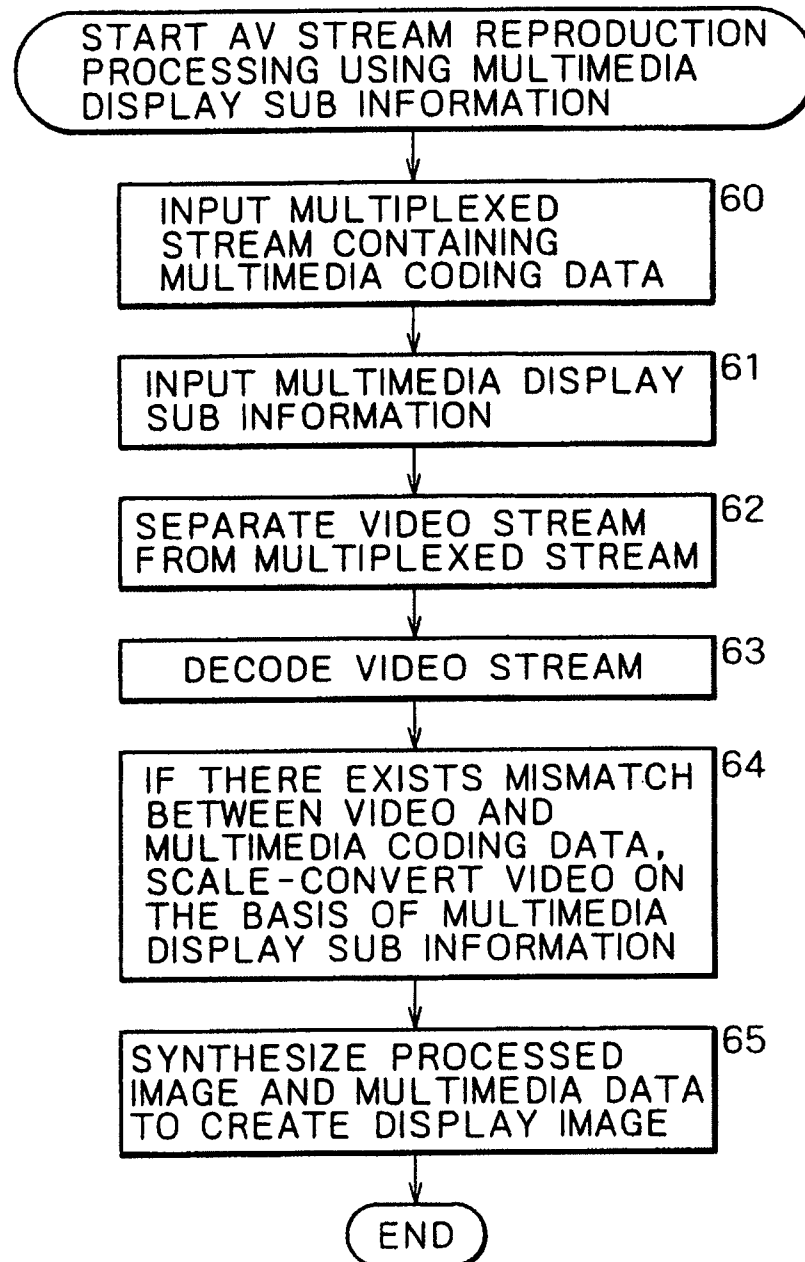 START AV STREAM REPRODUCTION
PROCESSING USING MULTIMEDIA
DISPLAY SUB INFORMATION
60
INPUT MULTIPLEXED
STREAM CONTAINING
MULTIMEDIA CODING DATA
61
INPUT MULTIMEDIA DISPLAY
SUB INFORMATION
62
SEPARATE VIDEO STREAM
FROM MULTIPLEXED STREAM
63
DECODE VIDEO STREAM
64
IF THERE EXISTS MISMATCH
BETWEEN VIDEO AND
MULTIMEDIA CODING DATA,
SCALE-CONVERT VIDEO ON
THE BASIS OF MULTIMEDIA
DISPLAY SUB INFORMATION
65
SYNTHESIZE PROCESSED
IMAGE AND MULTIMEDIA DATA
TO CREATE DISPLAY IMAGE
END